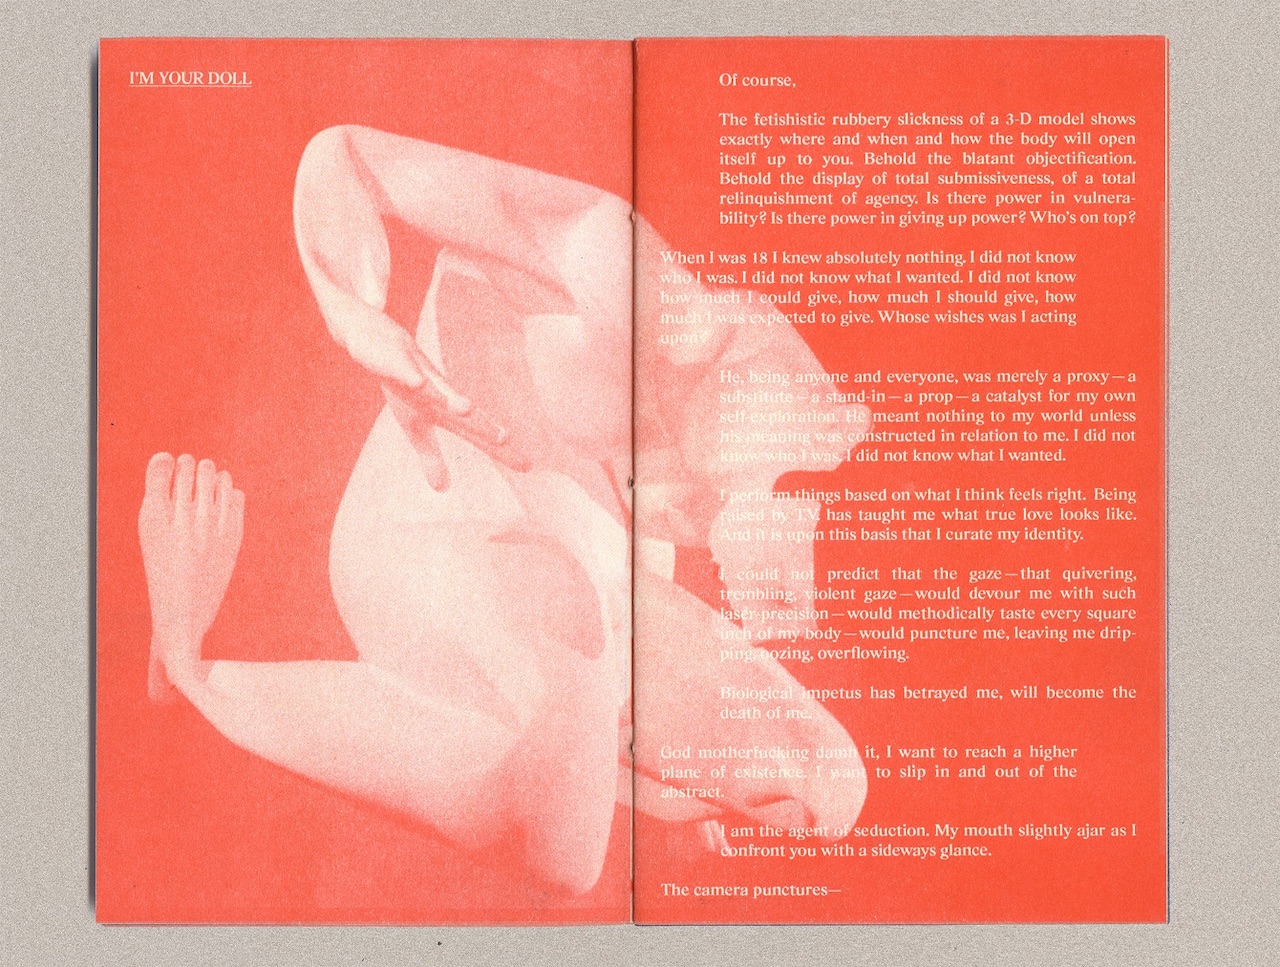 I'M YOUR DOLL
Of course,
The fetishistic rubbery slickness of a 3-D model shows
exactly where and when and how the body will open
itself up to you. Behold the blatant objectification.
Behold the display of total submissiveness, of a total
relinquishment of agency. Is there power in vulnera-
bility? Is there power in giving up power? Who's on top?
When I was 18 I knew absolutely nothing. I did not know
who I was. I did not know what I wanted. I did not know
how much I could give, how much I should give, how
much I was expected to give. Whose wishes was I acting
upon?
He, being anyone and everyone, was merely a proxy—a
substitute—a stand-in—a prop—a catalyst for my own
self-exploration. He meant nothing to my world unless
his meaning was constructed in relation to me. I did not
know who I was. I did not know what I wanted.
I perform things based on what I think feels right. Being
raised by T.V. has taught me what true love looks like.
And it is upon this basis that I curate my identity.
I could not predict that the gaze—that quivering,
trembling, violent gaze—would devour me with such
laser-precision—would methodically taste every square
inch of my body—would puncture me, leaving me drip-
ping, oozing, overflowing.
Biological impetus has betrayed me, will become the
death of me.
God motherfucking damn it, I want to reach a higher
plane of existence. I want to slip in and out of the
abstract.
I am the agent of seduction. My mouth slightly ajar as I
confront you with a sideways glance.
The camera punctures—